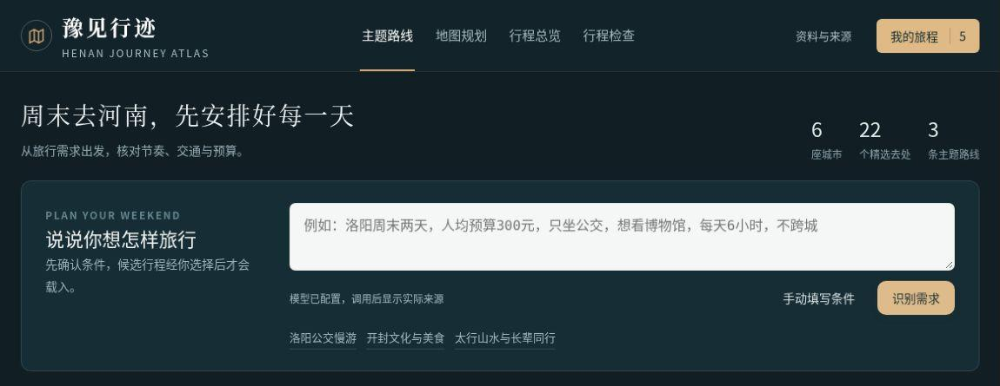 豫见行迹
HENAN JOURNEY ATLAS
主题路线 地图规划 行程总览 行程检查
资料与来源
我的旅程 5
周末去河南，先安排好每一天
从旅行需求出发，核对节奏、交通与预算。
6 22 3
座城市 个精选去处 条主题路线
PLAN YOUR WEEKEND
说说你想怎样旅行
先确认条件，候选行程经你选择后才会
载入。
例如：洛阳周末两天，人均预算300元，只坐公交，想看博物馆，每天6小时，不跨城
模型已配置，调用后显示实际来源
手动填写条件 识别需求
洛阳公交慢游 开封文化与美食 太行山水与长辈同行